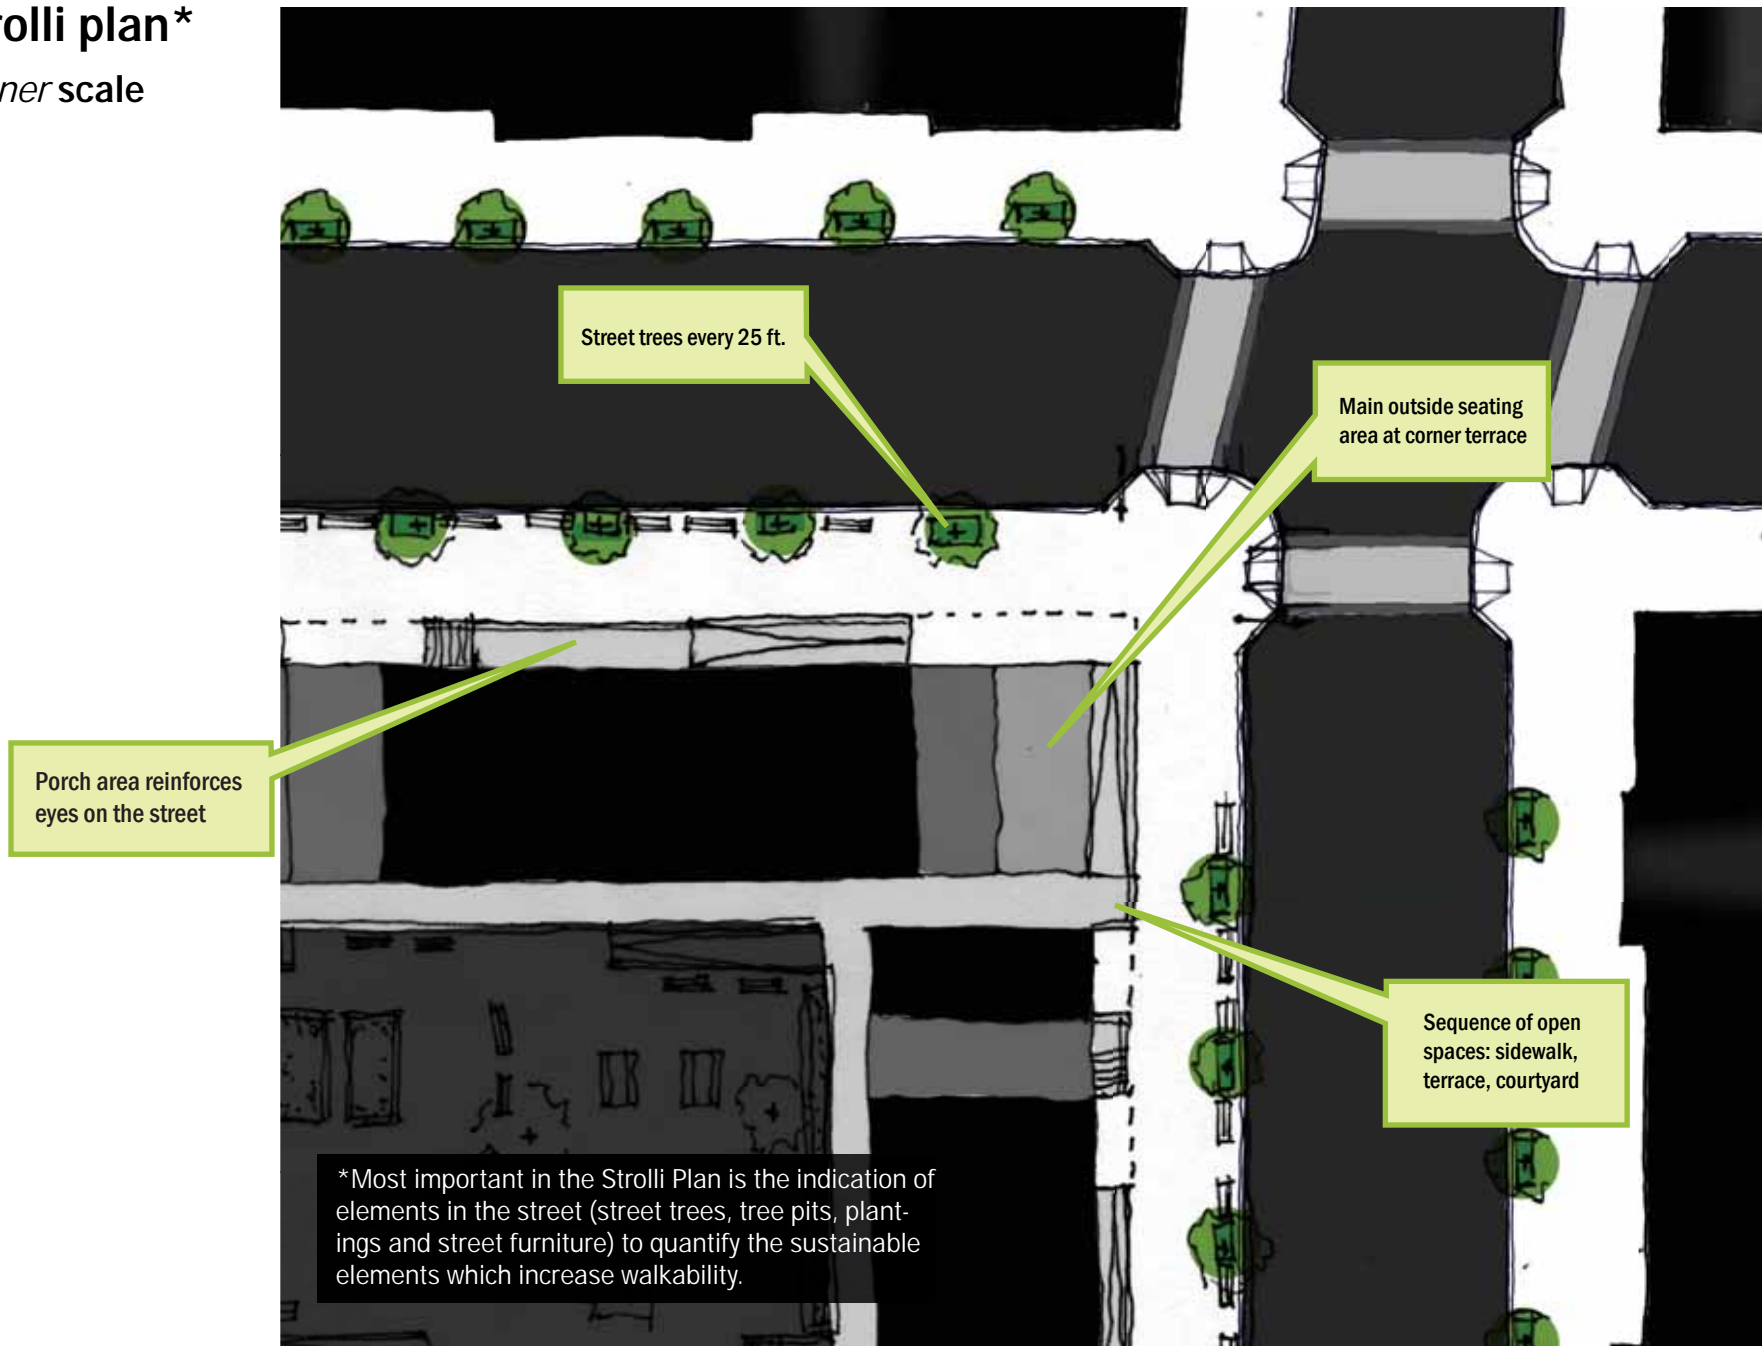 rolli plan*
ner scale
Street trees every 25 ft.
Main outside seating
area at corner terrace
Porch area reinforces
eyes on the street
Sequence of open
spaces: sidewalk,
terrace, courtyard
*Most important in the Strolli Plan is the indication of
elements in the street (street trees, tree pits, plant-
ings and street furniture) to quantify the sustainable
elements which increase walkability.